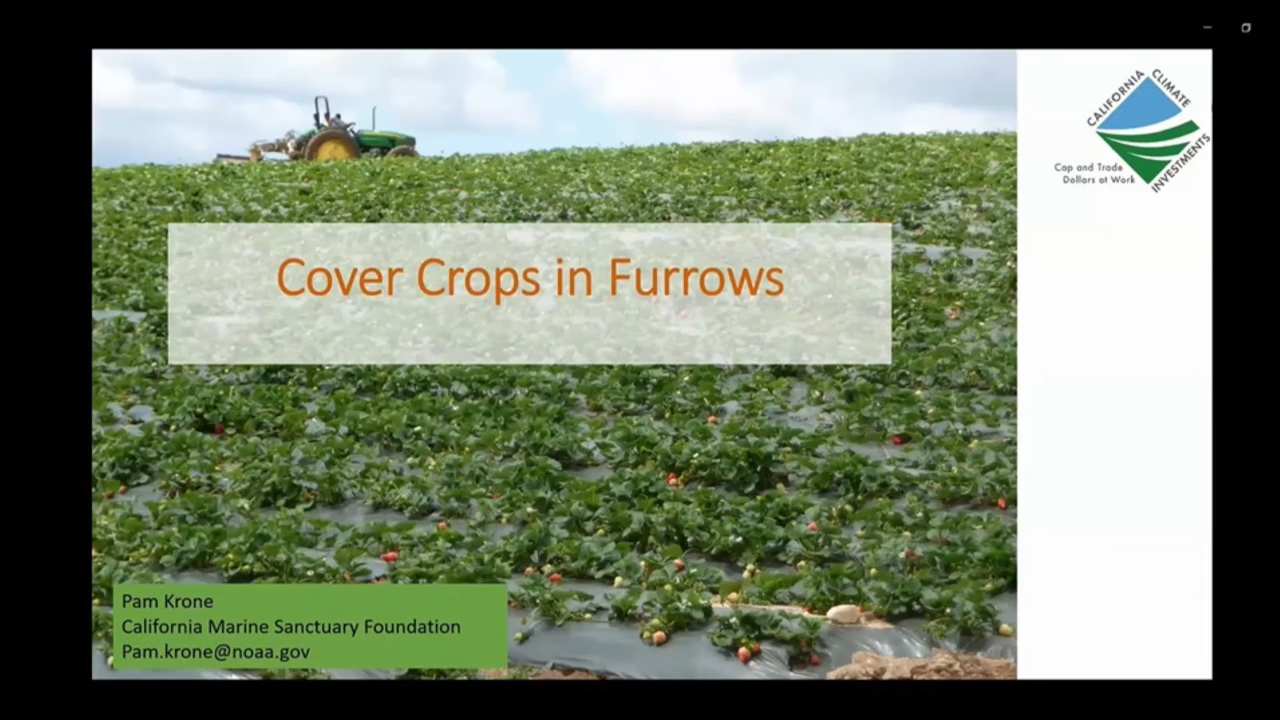 CALIFORNIA
CLIMATE
INVESTMENTS
Cap and Trade
Dollars at Work
Cover Crops in Furrows
Pam Krone
California Marine Sanctuary Foundation
Pam.krone@noaa.gov